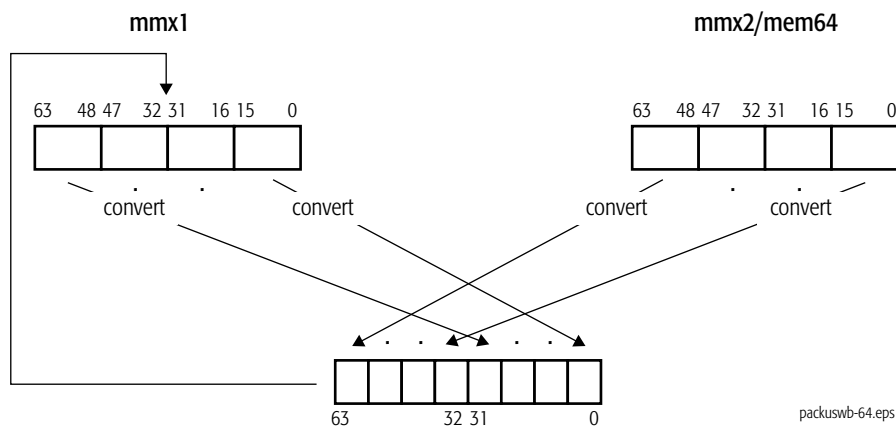 mmx1 mmx2/mem64
63 48 47 32 31 16 15 0 63 48 47 32 31 16 15 0
convert convert convert convert
63 32 31 0
packuswb-64.eps